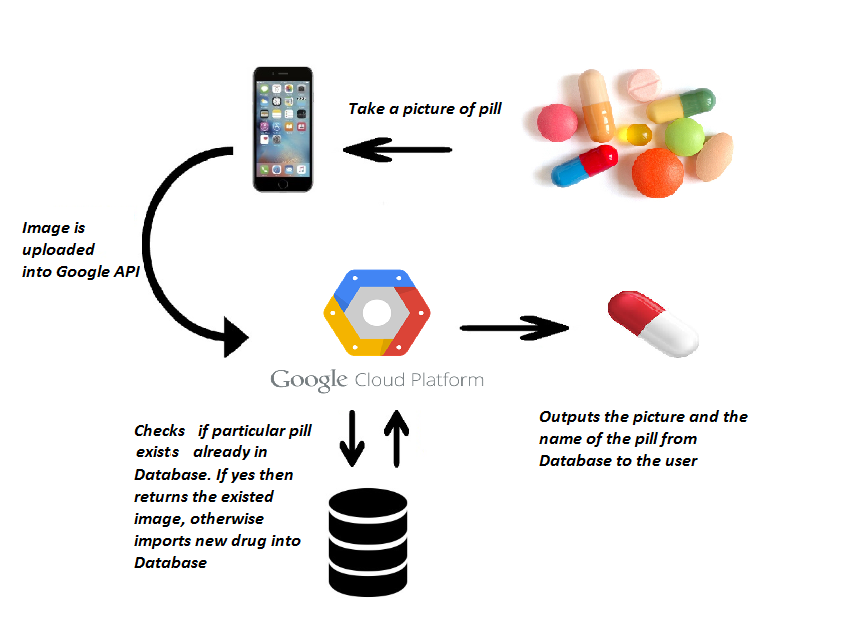 Take a picture of pill
Image is
uploaded
into Google API
Google Cloud Platform
Checks if particular pill
exists already in
Database. If yes then
returns the existed
image, otherwise
imports new drug into
Database
Outputs the picture and the
name of the pill from
Database to the user